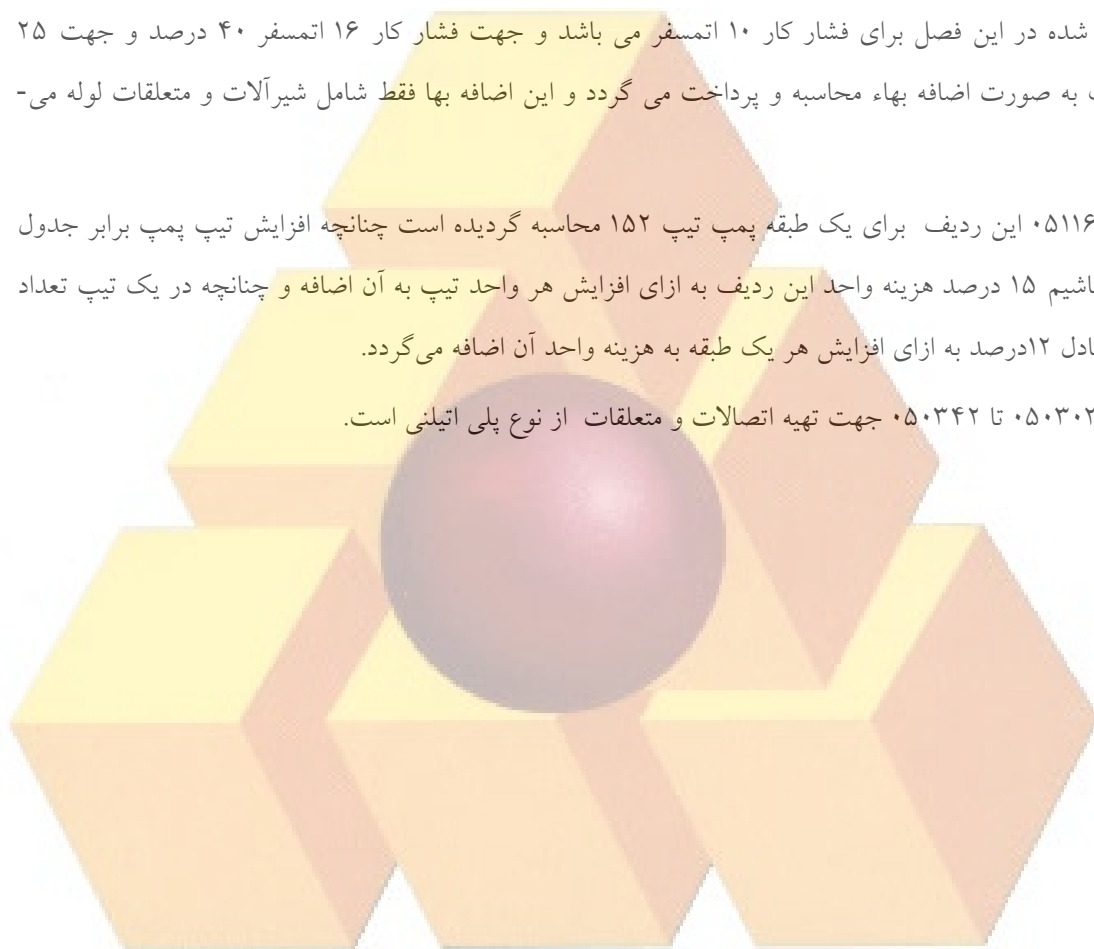 شده در این فصل برای فشار کار ۱۰ اتمسفر می باشد و جهت فشار کار ۱۶ اتمسفر ۴۰ درصد و جهت ۲۵
به صورت اضافه بهاء محاسبه و پرداخت می گردد و این اضافه بها فقط شامل شیرآلات و متعلقات لوله می-
۰۵۱۱۶ این ردیف برای یک طبقه پمپ تیپ ۱۵۲ محاسبه گردیده است چنانچه افزایش تیپ پمپ برابر جدول
باشیم ۱۵ درصد هزینه واحد این ردیف به ازای افزایش هر واحد تیپ به آن اضافه و چنانچه در یک تیپ تعداد
۱۲درصد به ازای افزایش هر یک طبقه به هزینه واحد آن اضافه می‌گردد.
۰۵۰۳۰۲ تا ۰۵۰۳۴۲ جهت تهیه اتصالات و متعلقات از نوع پلی اتیلنی است.